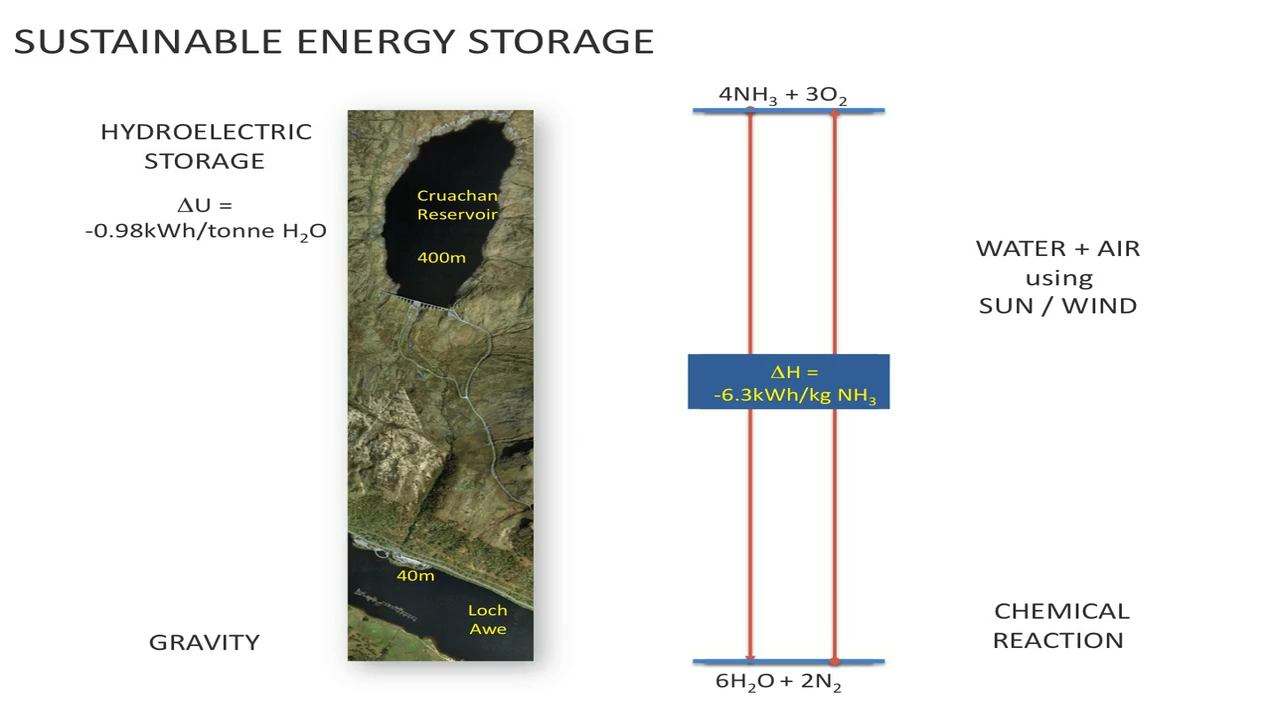 SUSTAINABLE ENERGY STORAGE
HYDROELECTRIC
STORAGE
ΔU =
-0.98kWh/tonne H₂O
GRAVITY
Cruachan
Reservoir
400m
40m
Loch
Awe
4NH₃ + 3O₂
ΔH =
-6.3kWh/kg NH₃
6H₂O + 2N₂
WATER + AIR
using
SUN / WIND
CHEMICAL
REACTION